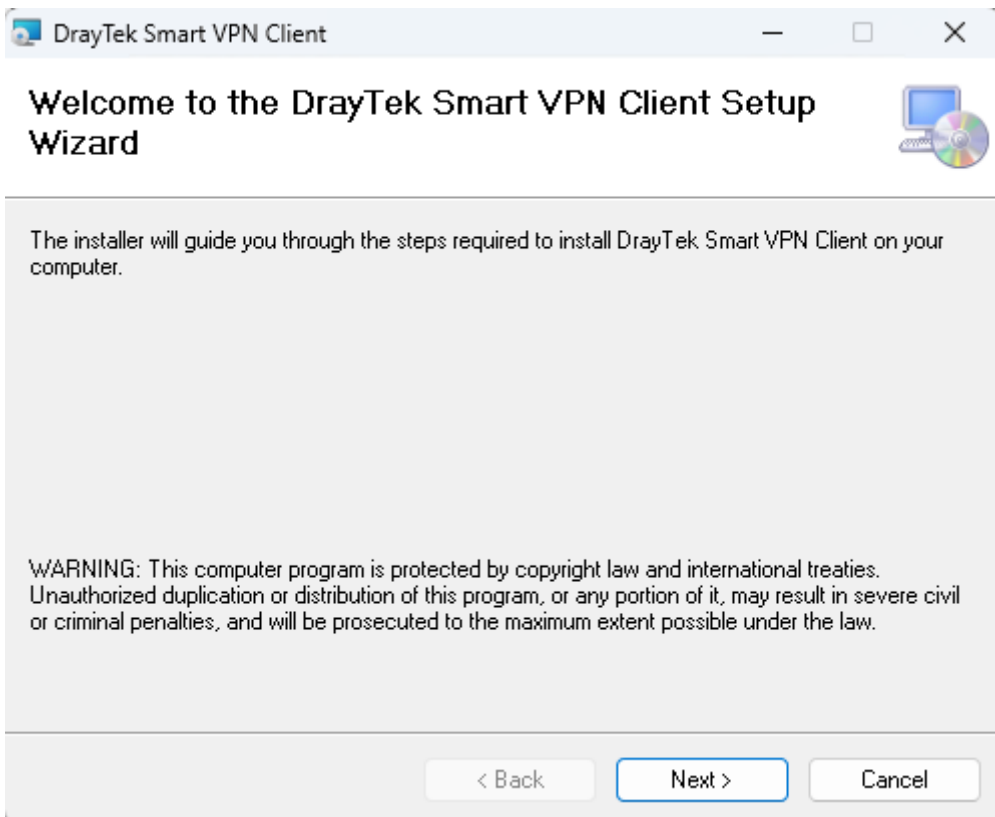 DrayTek Smart VPN Client
Welcome to the DrayTek Smart VPN Client Setup
Wizard
The installer will guide you through the steps required to install DrayTek Smart VPN Client on your
computer.
WARNING: This computer program is protected by copyright law and international treaties.
Unauthorized duplication or distribution of this program, or any portion of it, may result in severe civil
or criminal penalties, and will be prosecuted to the maximum extent possible under the law.
< Back Next > Cancel